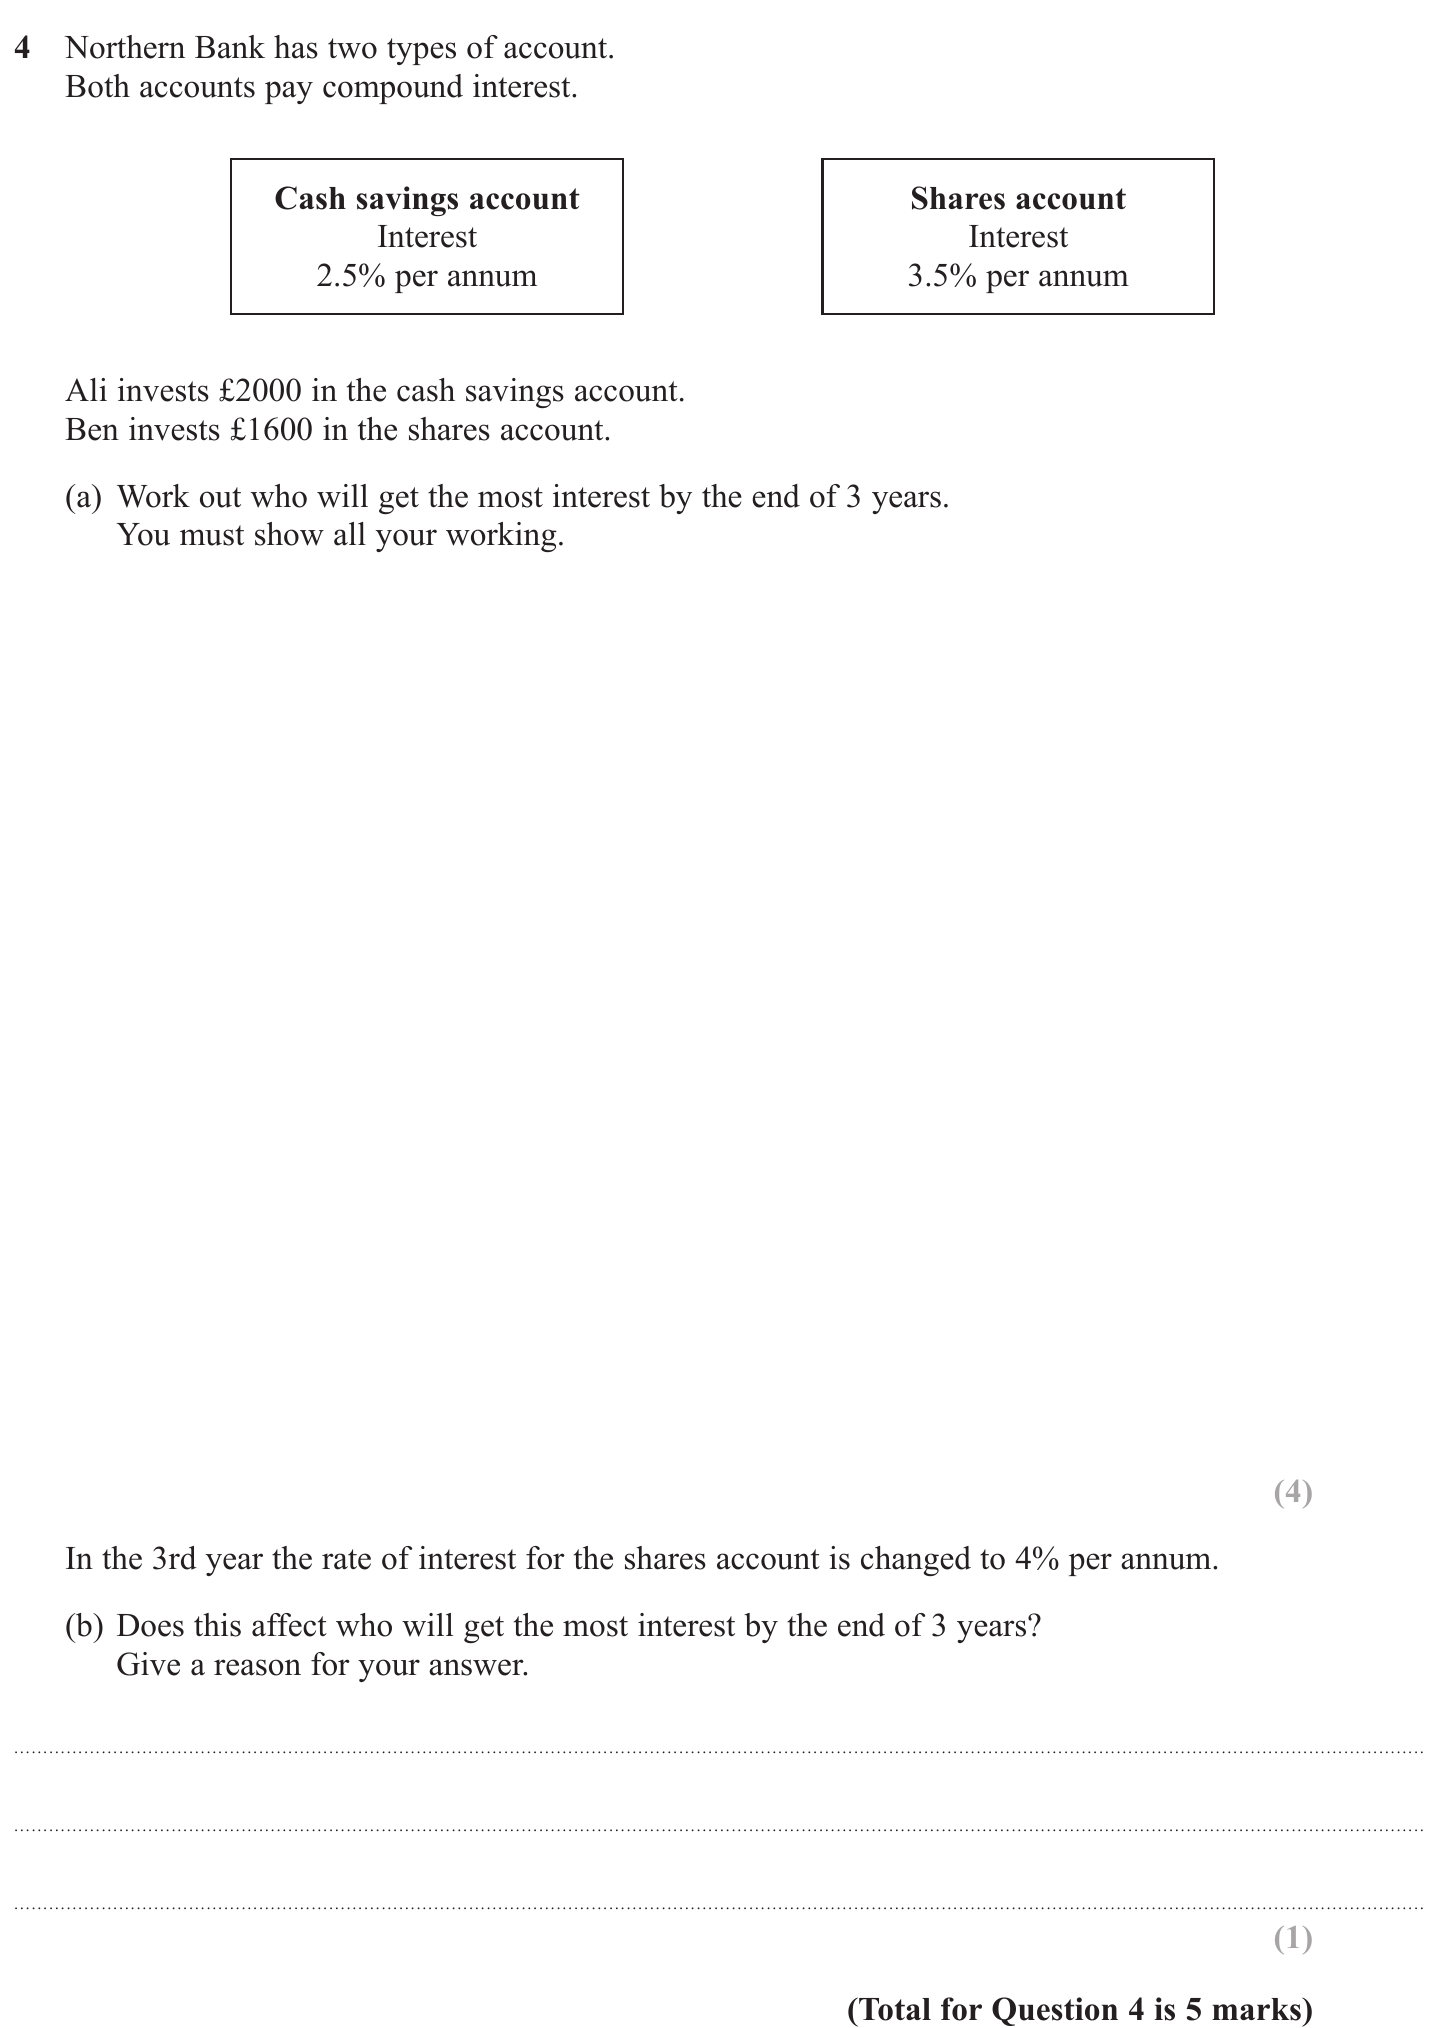 4 Northern Bank has two types of account.
Both accounts pay compound interest.
Cash savings account
Interest
2.5% per annum
Shares account
Interest
3.5% per annum
Ali invests £2000 in the cash savings account.
Ben invests £1600 in the shares account.
(a) Work out who will get the most interest by the end of 3 years.
You must show all your working.
(4)
In the 3rd year the rate of interest for the shares account is changed to 4% per annum.
(b) Does this affect who will get the most interest by the end of 3 years?
Give a reason for your answer.
(1)
(Total for Question 4 is 5 marks)